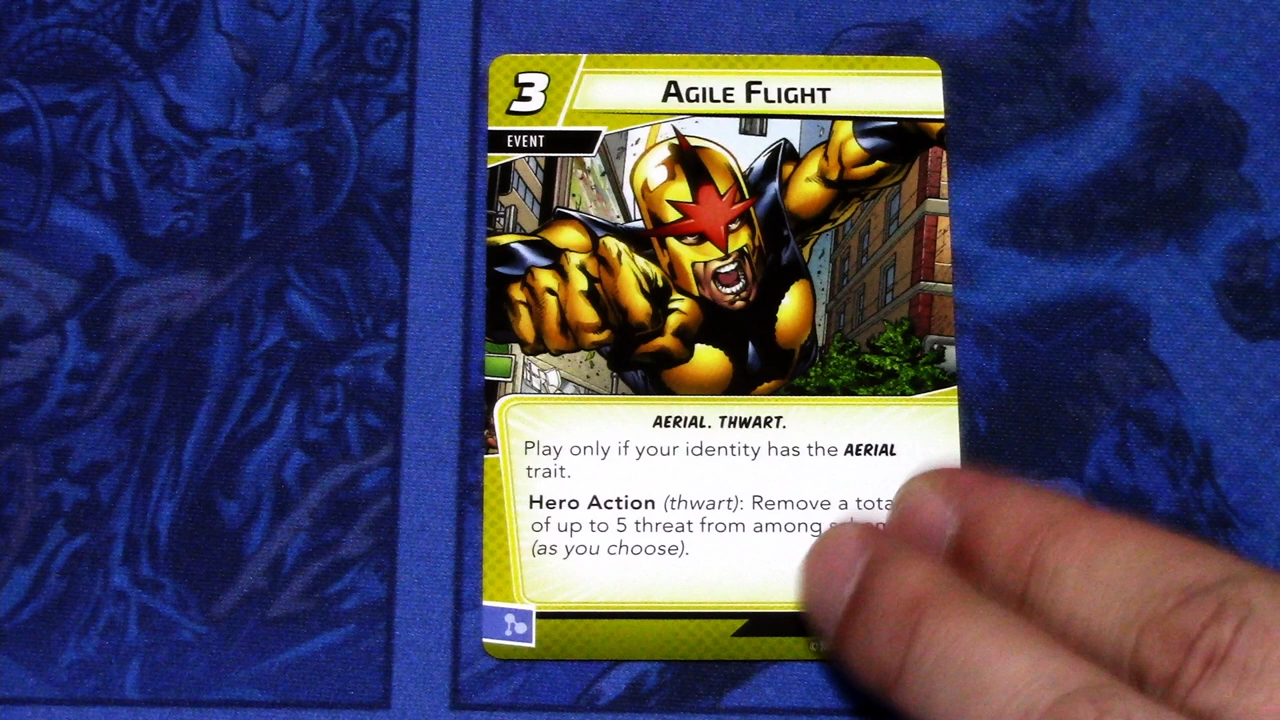 3
AGILE FLIGHT
EVENT
AERIAL. THWART.
Play only if your identity has the AERIAL
trait.
Hero Action (thwart): Remove a
of up to 5 threat from among
(as you choose).